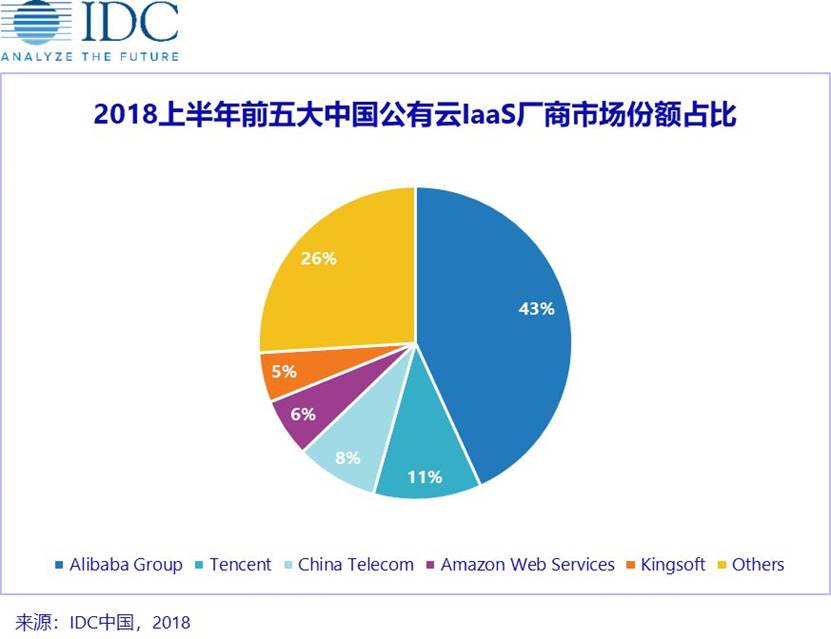 IDC
ANALYZE THE FUTURE
2018上半年前五大中国公有云IaaS厂商市场份额占比
26%
43%
5%
6%
8%
11%
Alibaba Group Tencent China Telecom Amazon Web Services Kingsoft Others
来源：IDC中国，2018